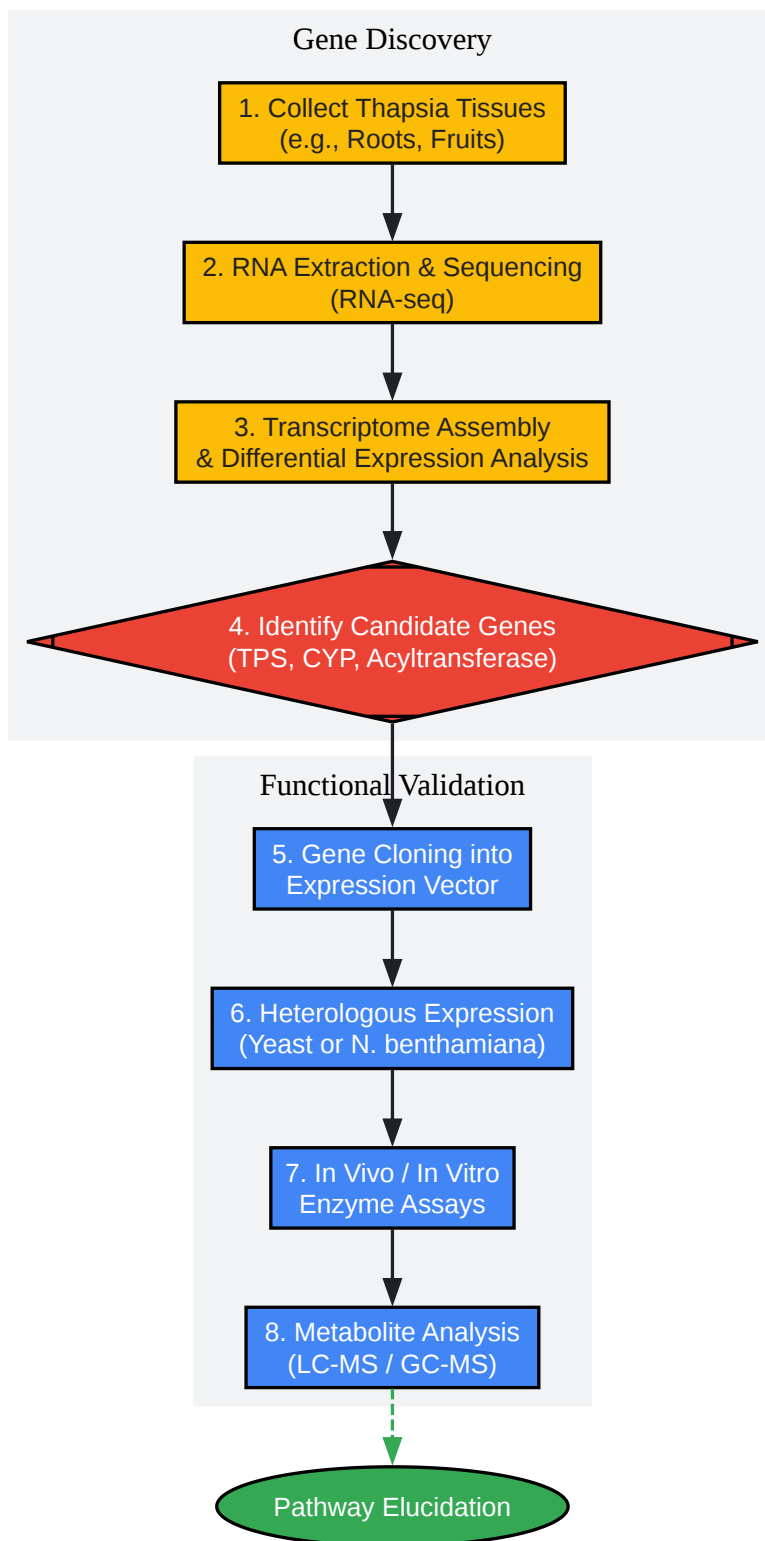 Gene Discovery
1. Collect Thapsia Tissues
(e.g., Roots, Fruits)
2. RNA Extraction & Sequencing
(RNA-seq)
3. Transcriptome Assembly
& Differential Expression Analysis
4. Identify Candidate Genes
(TPS, CYP, Acyltransferase)
Functional Validation
5. Gene Cloning into
Expression Vector
6. Heterologous Expression
(Yeast or N. benthamiana)
7. In Vivo / In Vitro
Enzyme Assays
8. Metabolite Analysis
(LC-MS / GC-MS)
Pathway Elucidation